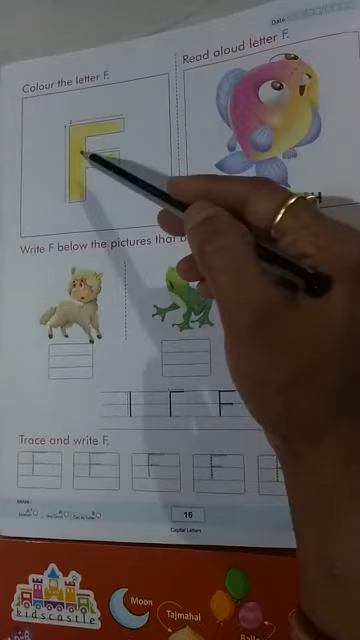 Date
Colour the letter F.
Read aloud letter F.
F
H
Write F below the pictures that b
F
Trace and write F.
F F F F
16
Capital Letters
kidscastle
Moon
Tajmahal